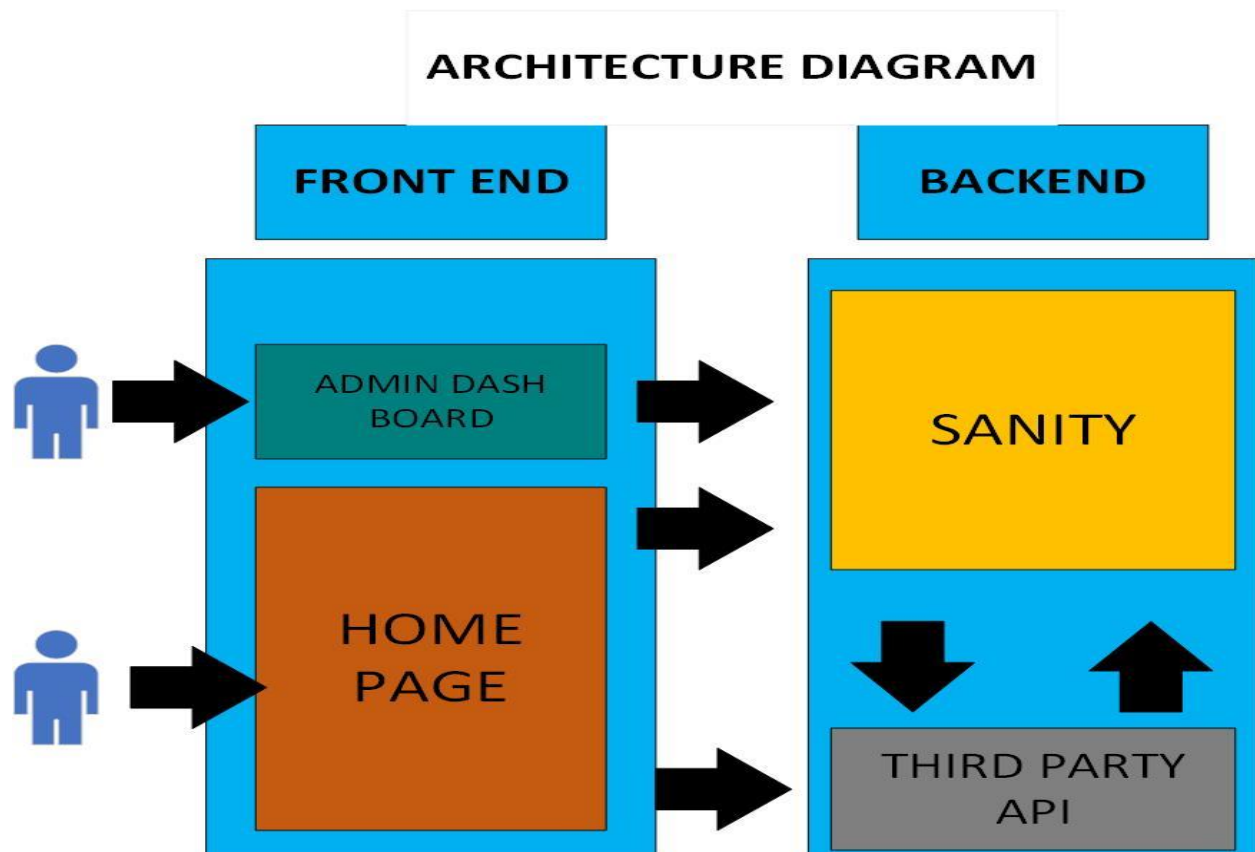 ARCHITECTURE DIAGRAM
FRONT END
BACKEND
ADMIN DASH
BOARD
SANITY
HOME
PAGE
THIRD PARTY
API